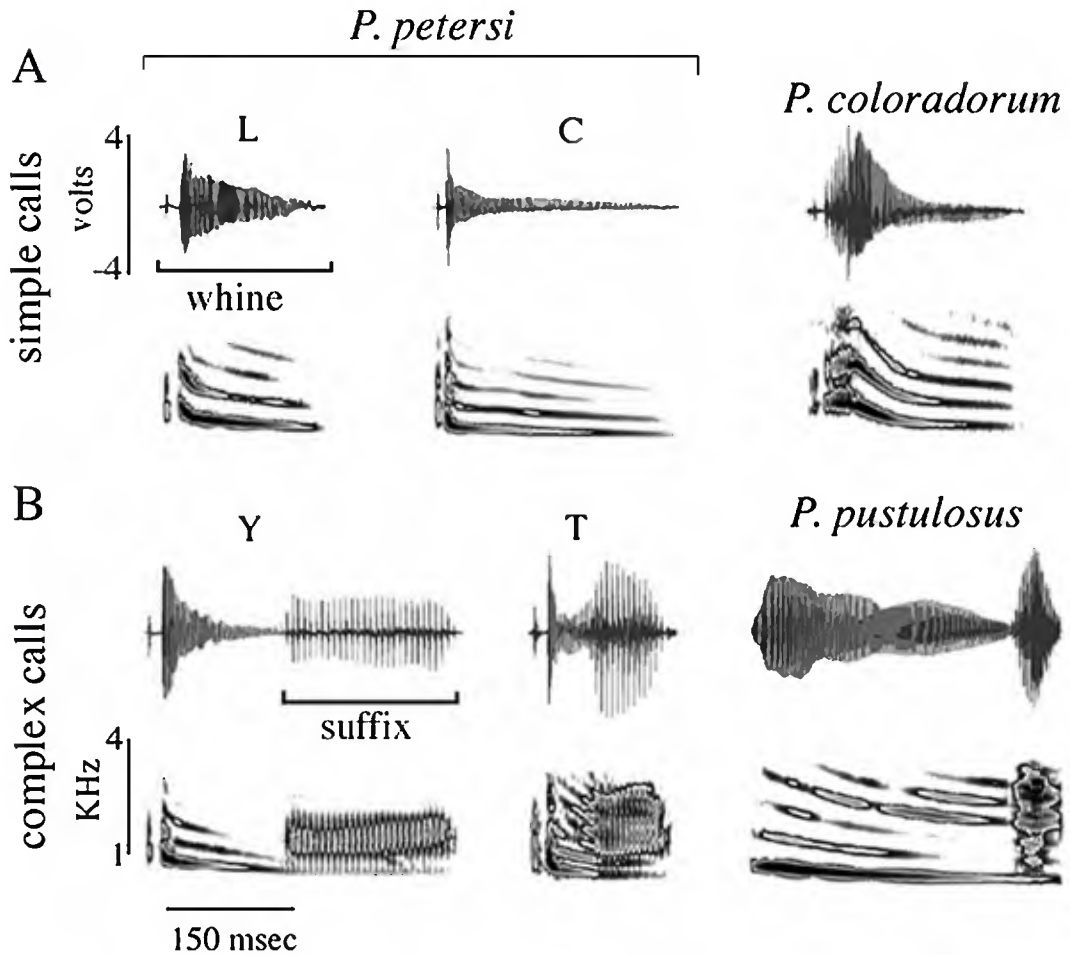 P. petersi
A
P. coloradorum
L
C
simple calls
volts
4
-4
whine
B
P. pustulosus
Y
T
complex calls
suffix
KHz
4
1
150 msec